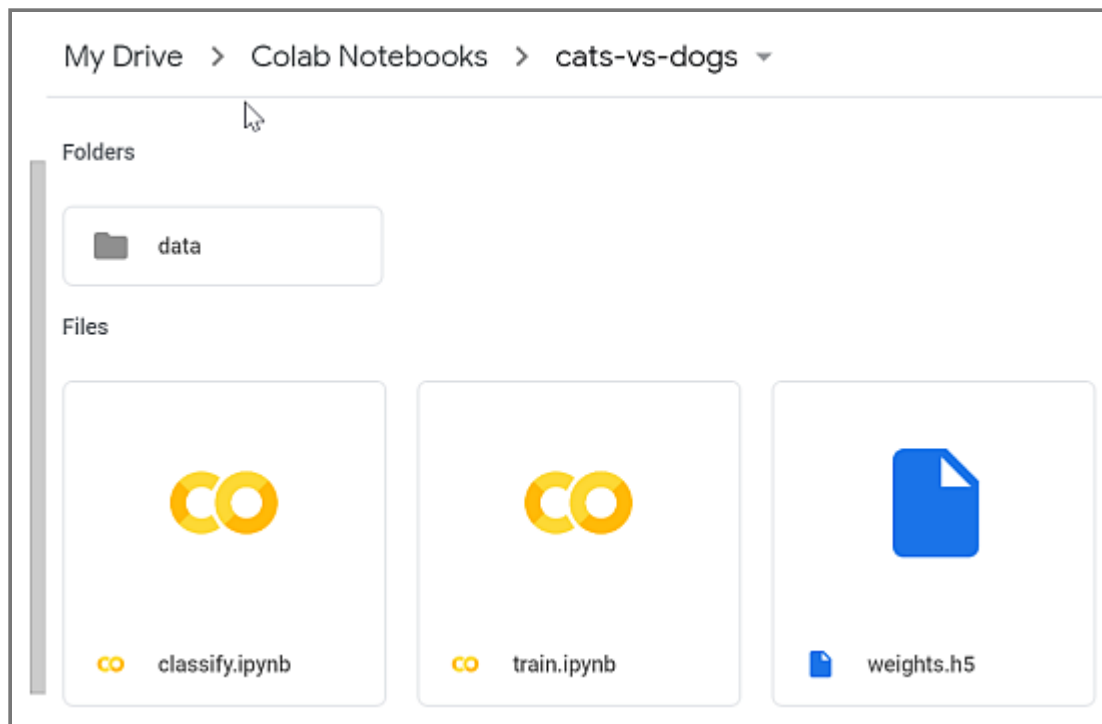 My Drive > Colab Notebooks > cats-vs-dogs
Folders
data
Files
classify.ipynb
train.ipynb
weights.h5